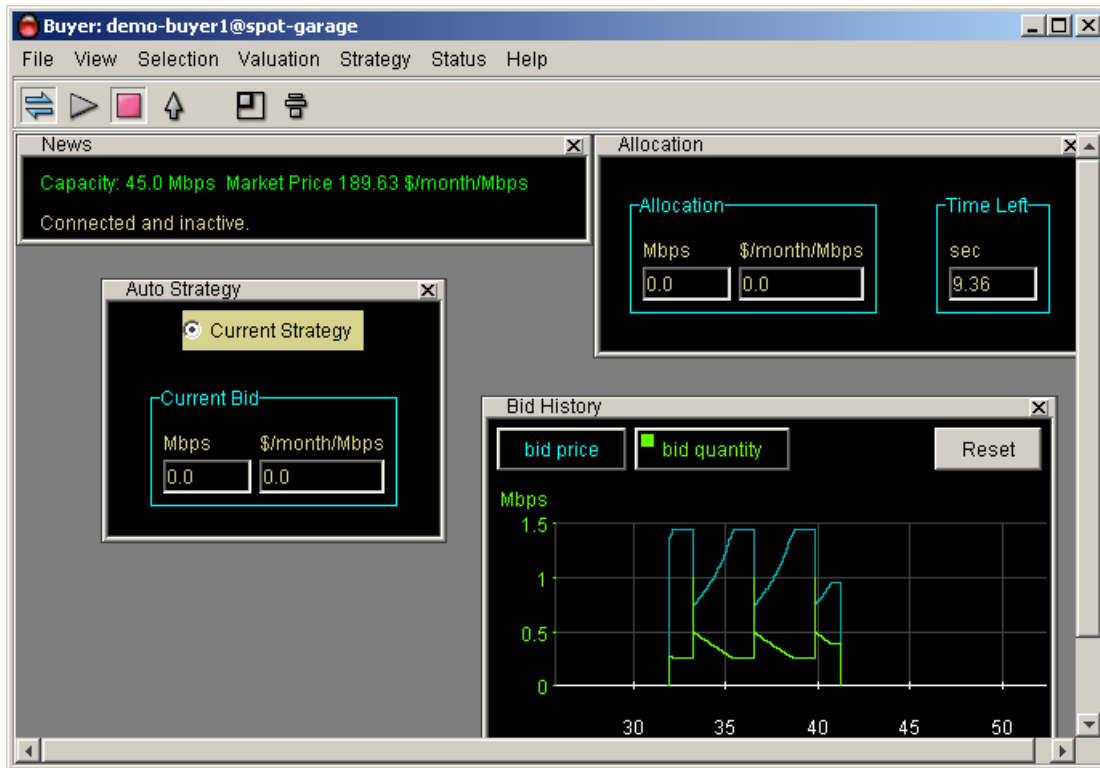 Buyer: demo-buyer1@spot-garage
File View Selection Valuation Strategy Status Help
News
Capacity: 45.0 Mbps Market Price 189.63 $/month/Mbps
Connected and inactive.
Allocation
Allocation
Mbps $/month/Mbps
0.0 0.0
Time Left
sec
9.36
Auto Strategy
Current Strategy
Current Bid
Mbps $/month/Mbps
0.0 0.0
Bid History
bid price bid quantity Reset
Mbps
1.5
1
0.5
0
30 35 40 45 50